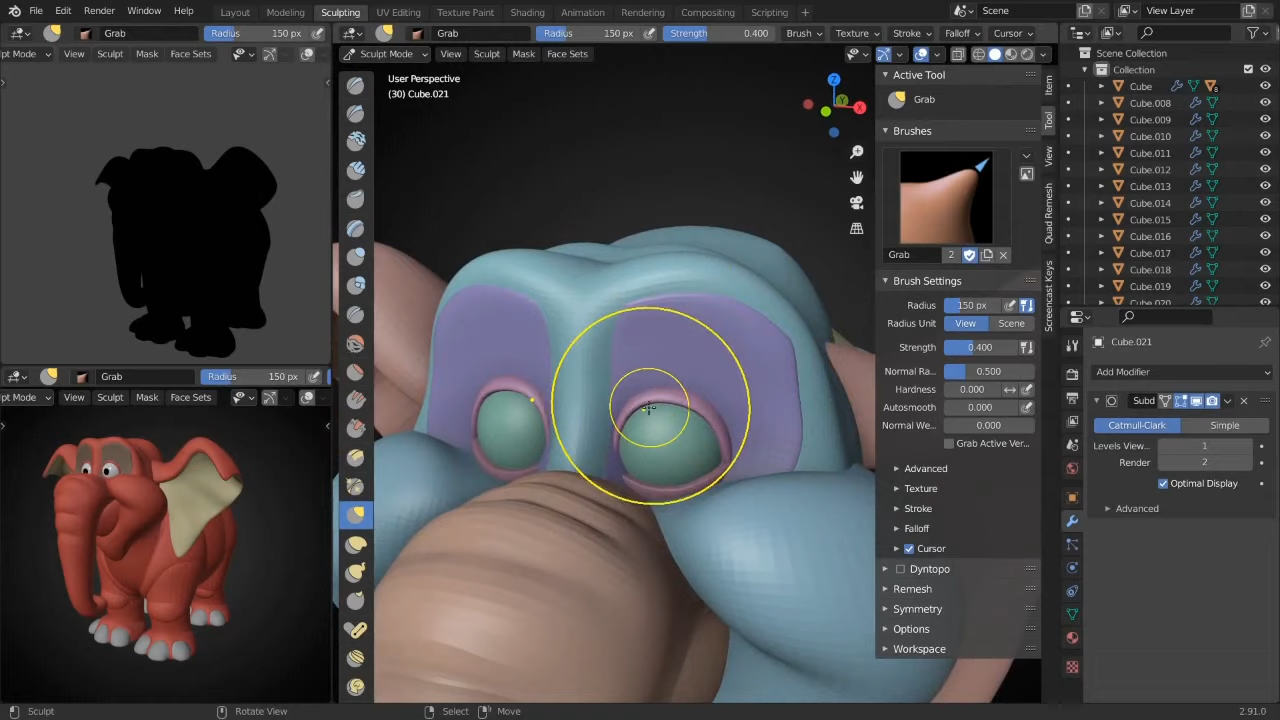 File Edit Render Window Help Layout Modeling Sculpting UV Editing Texture Paint Shading Animation Rendering Compositing Scripting + Scene View Layer
Grab Radius 150 px
Grab Radius 150 px Strength 0.400 Brush Texture Stroke Falloff Cursor
pt Mode View Sculpt Mask Face Sets
Sculpt Mode View Sculpt Mask Face Sets
User Perspective
(30) Cube.021
Z
X
Y
Grab Radius 150 px
pt Mode View Sculpt Mask Face Sets
Active Tool
Grab
Brushes
Grab 2
Brush Settings
Radius 150 px
Radius Unit View Scene
Strength 0.400
Normal Ra... 0.500
Hardness 0.000
Autosmooth 0.000
Normal We... 0.000
Grab Active Ver...
Advanced
Texture
Stroke
Falloff
Cursor
Dyntopo
Remesh
Symmetry
Options
Workspace
Item
Tool
View
Quad Remesh
Screencast Keys
Scene Collection
Collection
Cube 8
Cube.008
Cube.009
Cube.010
Cube.011
Cube.012
Cube.013
Cube.014
Cube.015
Cube.016
Cube.017
Cube.018
Cube.019
Cube.020
Cube.021
Add Modifier
Subd
Catmull-Clark Simple
Levels View... 1
Render 2
Optimal Display
Advanced
Sculpt Rotate View Select Move 2.91.0